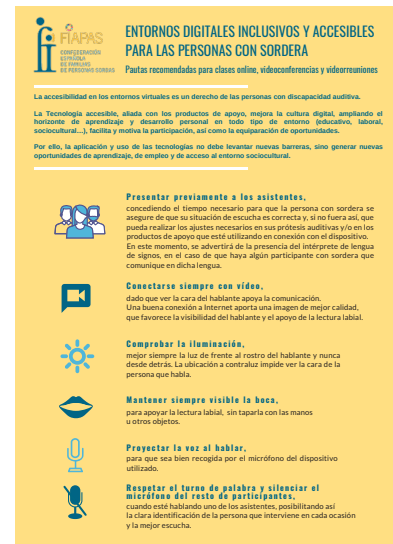 FIAPAS
CONFEDERACIÓN
ESPAÑOLA
DE FAMILIAS
DE PERSONAS SORDAS
ENTORNOS DIGITALES INCLUSIVOS Y ACCESIBLES
PARA LAS PERSONAS CON SORDERA
Pautas recomendadas para clases online, videoconferencias y videorreuniones
La accesibilidad en los entornos virtuales es un derecho de las personas con discapacidad auditiva.
La Tecnología accesible, aliada con los productos de apoyo, mejora la cultura digital, ampliando el
horizonte de aprendizaje y desarrollo personal en todo tipo de entorno (educativo, laboral,
sociocultural...), facilita y motiva la participación, así como la equiparación de oportunidades.
Por ello, la aplicación y uso de las tecnologías no debe levantar nuevas barreras, sino generar nuevas
oportunidades de aprendizaje, de empleo y de acceso al entorno sociocultural.
Presentar previamente a los asistentes,
concediendo el tiempo necesario para que la persona con sordera se
asegure de que su situación de escucha es correcta y, si no fuera así, que
pueda realizar los ajustes necesarios en sus prótesis auditivas y/o en los
productos de apoyo que esté utilizando en conexión con el dispositivo.
En este momento, se advertirá de la presencia del intérprete de lengua
de signos, en el caso de que haya algún participante con sordera que
comunique en dicha lengua.
Conectarse siempre con vídeo,
dado que ver la cara del hablante apoya la comunicación.
Una buena conexión a Internet aporta una imagen de mejor calidad,
que favorece la visibilidad del hablante y el apoyo de la lectura labial.
Comprobar la iluminación,
mejor siempre la luz de frente al rostro del hablante y nunca
desde detrás. La ubicación a contraluz impide ver la cara de la
persona que habla.
Mantener siempre visible la boca,
para apoyar la lectura labial, sin taparla con las manos
u otros objetos.
Proyectar la voz al hablar,
para que sea bien recogida por el micrófono del dispositivo
utilizado.
Respetar el turno de palabra y silenciar el
micrófono del resto de participantes,
cuando esté hablando uno de los asistentes, posibilitando así
la clara identificación de la persona que interviene en cada ocasión
y la mejor escucha.